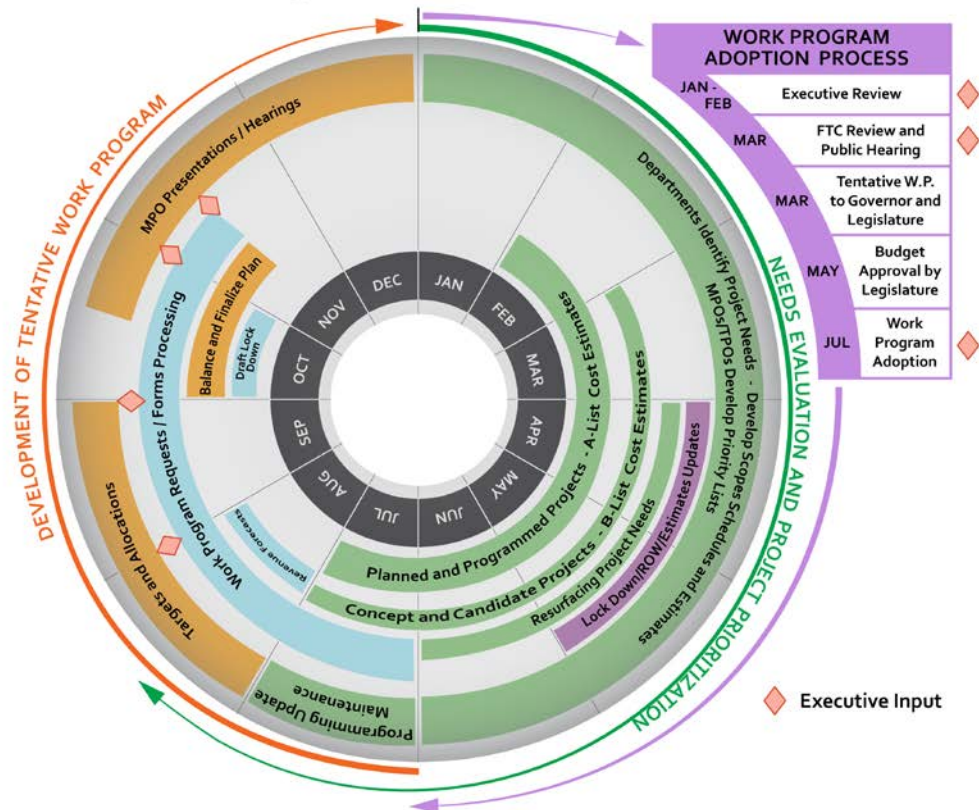 WORK PROGRAM
ADOPTION PROCESS
JAN -
FEB
Executive Review
MAR
FTC Review and
Public Hearing
MAR
Tentative W.P.
to Governor and
Legislature
MAY
Budget
Approval by
Legislature
JUL
Work
Program
Adoption
DEVELOPMENT OF TENTATIVE WORK PROGRAM
NEEDS EVALUATION AND PROJECT PRIORITIZATION
MPO Presentations / Hearings
Departments Identify Project Needs - Develop Scopes Schedules and Estimates
MPOs/TPOs Develop Priority Lists
Work Program Requests / Forms Processing
Balance and Finalize Plan
Draft Lock
Down
JAN
FEB
MAR
APR
MAY
JUN
JUL
AUG
SEP
OCT
NOV
DEC
Planned and Programmed Projects - A-List Cost Estimates
Concept and Candidate Projects - B-List Cost Estimates
Resurfacing Project Needs
Lock Down/ROW/Estimates Updates
Revenue Forecasts
Targets and Allocations
Programming Update
Maintenance
Executive Input